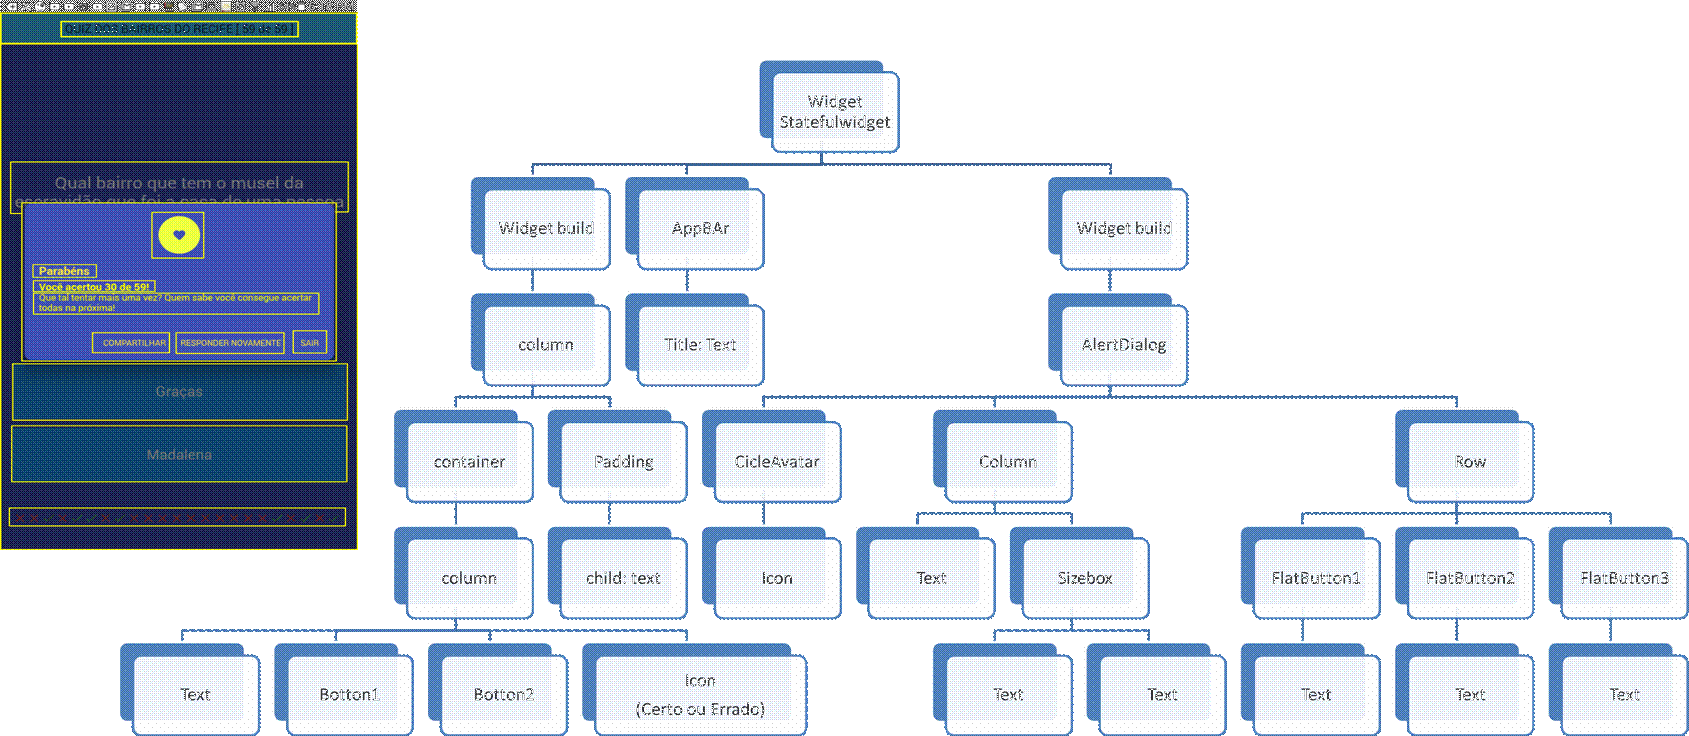 QUIZ DOS BAIRROS DO RECIFE [ 59 de 59 ]
Qual bairro que tem o musel da
escravidão que foi a casa de uma pessoa
Parabéns
Você acertou 30 de 59!
Que tal tentar mais uma vez? Quem sabe você consegue acertar
todas na próxima!
COMPARTILHAR
RESPONDER NOVAMENTE
SAIR
Graças
Madalena
Widget
Statefulwidget
Widget build
AppBAr
Widget build
column
Title: Text
AlertDialog
container
Padding
CicleAvatar
Column
Row
column
child: text
Icon
Text
Sizebox
FlatButton1
FlatButton2
FlatButton3
Text
Botton1
Botton2
Icon
(Certo ou Errado)
Text
Text
Text
Text
Text